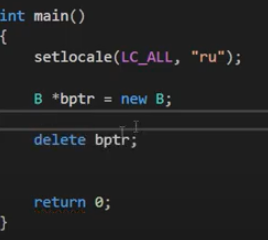 int main()
{
setlocale(LC_ALL, "ru");
B *bptr = new B;
delete bptr;
return 0;
}